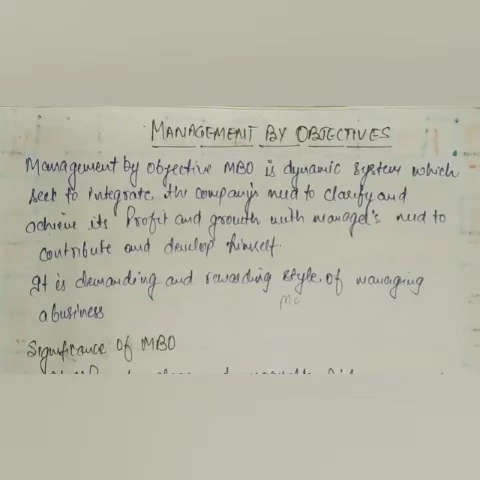 MANAGEMENT BY OBJECTIVES
Management by objective MBO is dynamic system which
seek to integrate the company's need to clarify and
achieve its Profit and growth with manager's need to
contribute and develop himself.
It is demanding and rewarding style of managing
a business
Significance of MBO